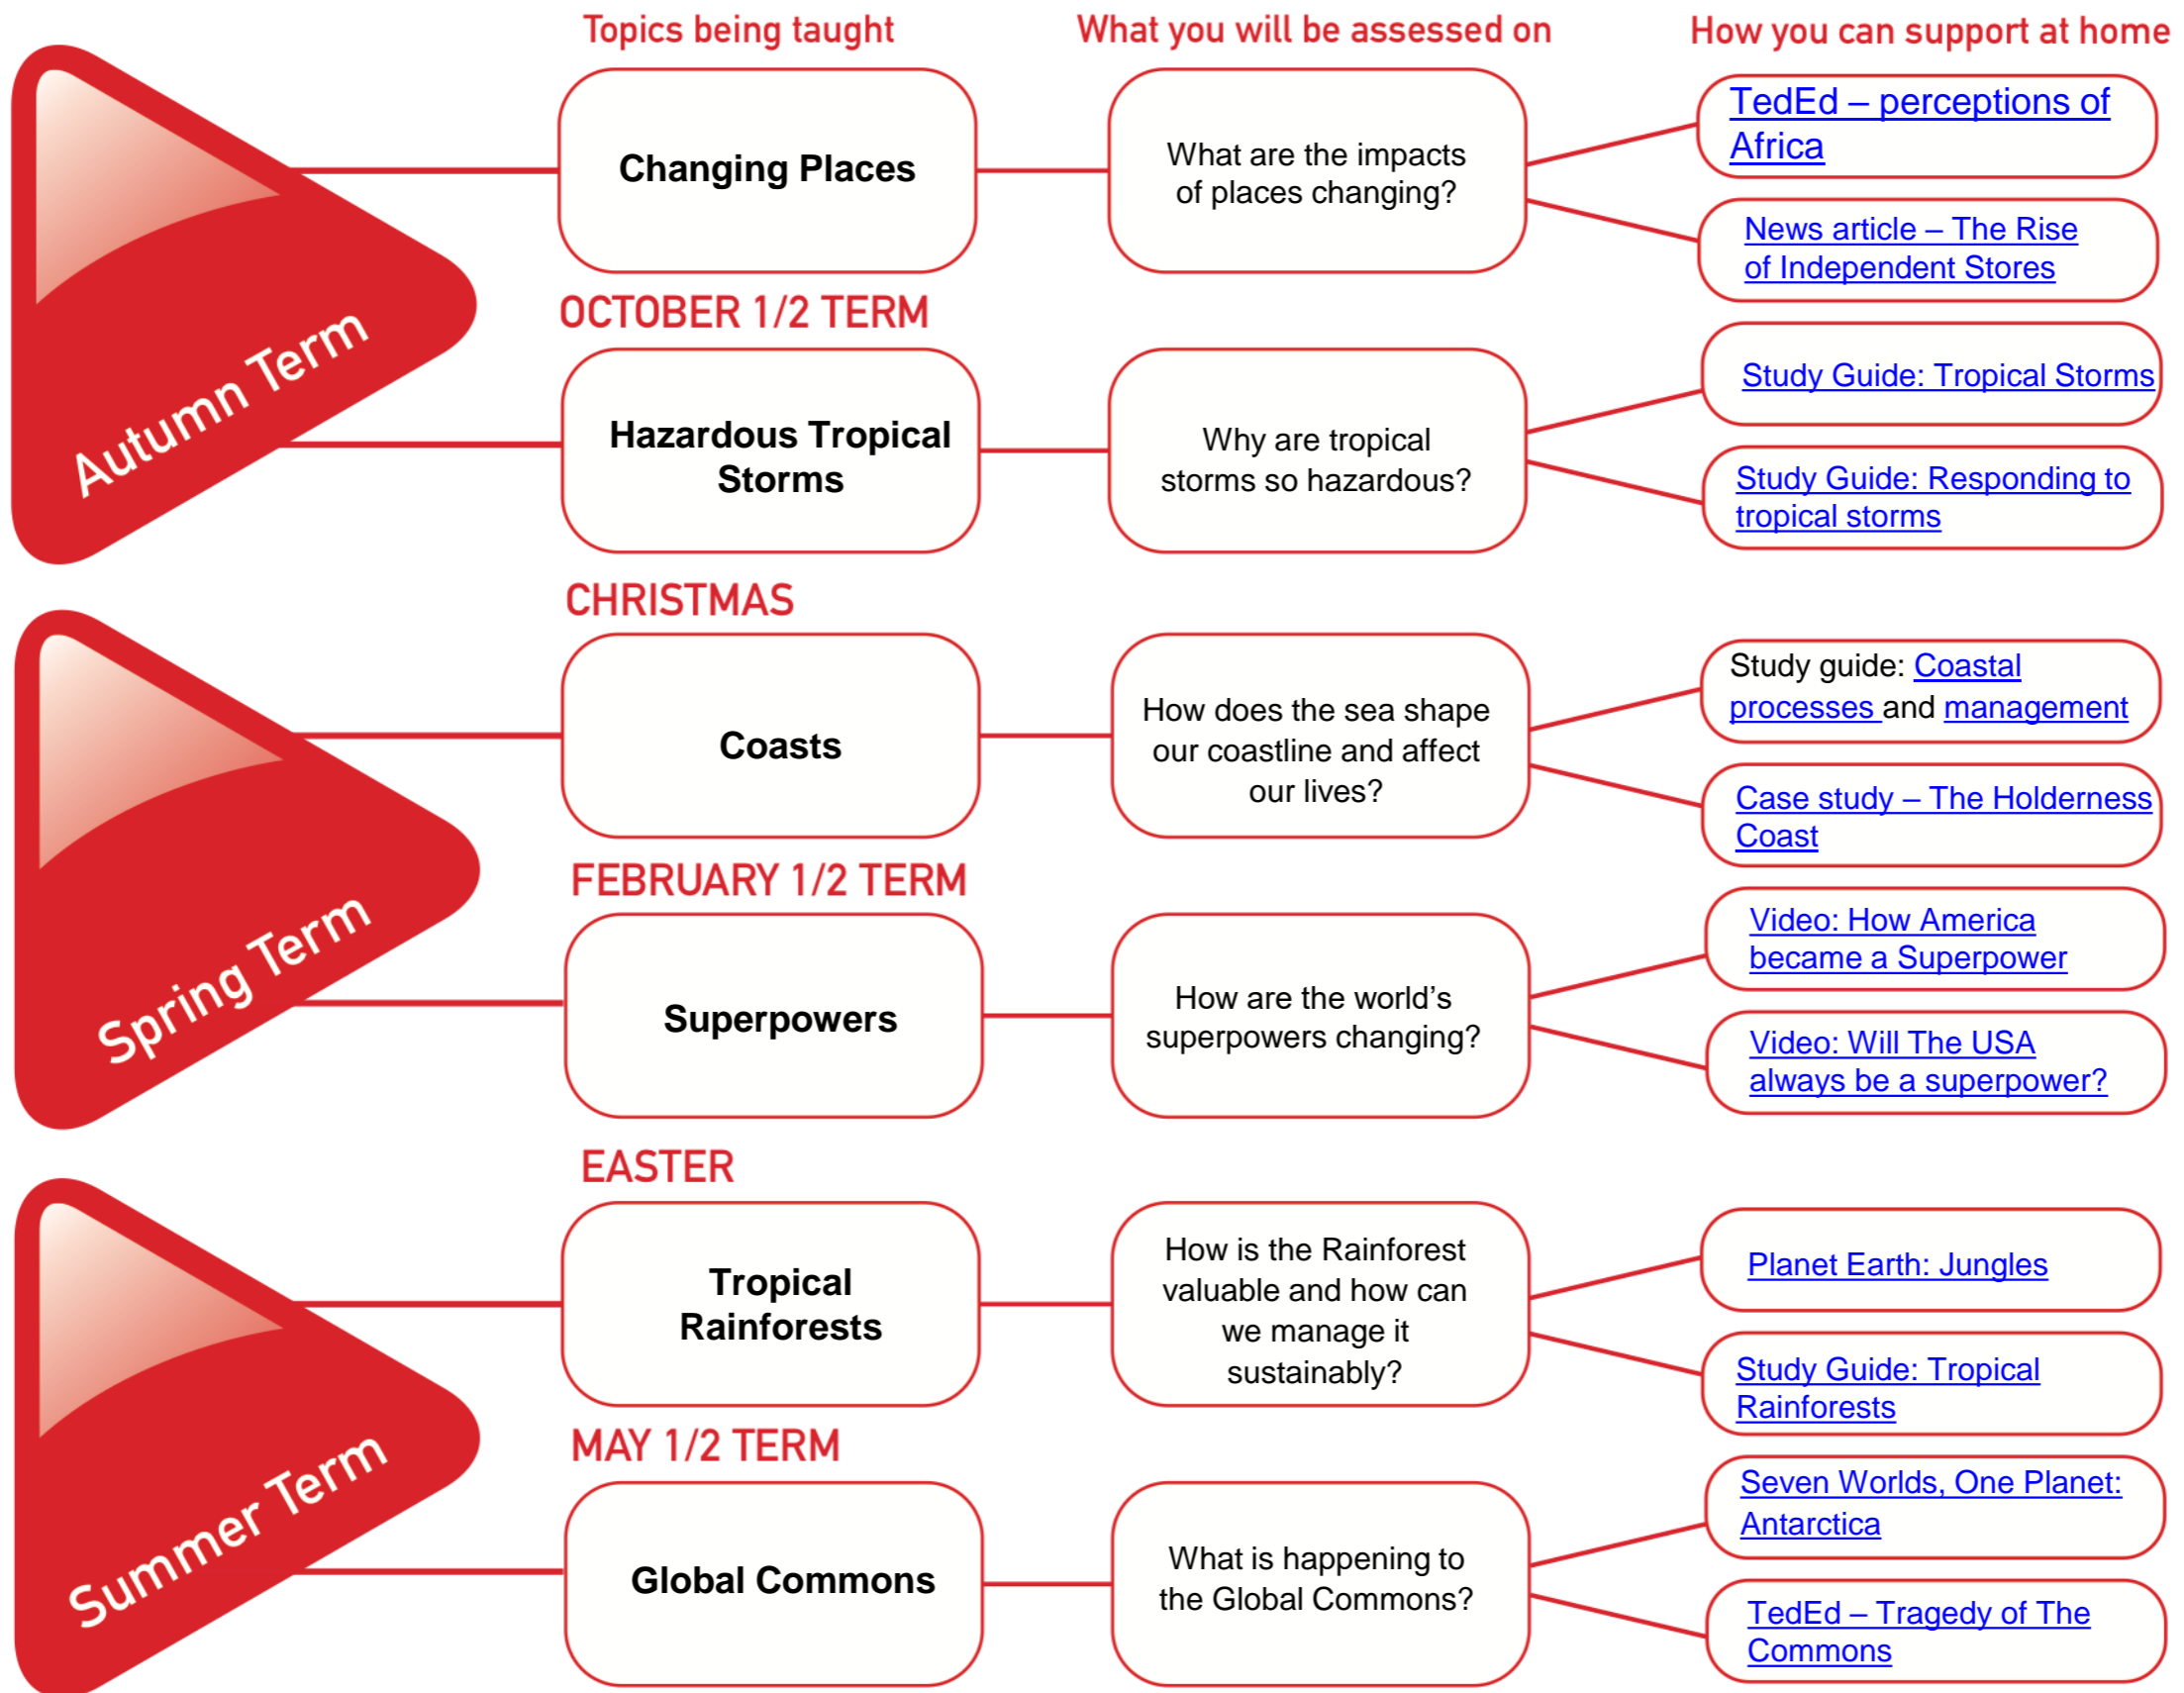 Topics being taught
What you will be assessed on
How you can support at home
Autumn Term
Changing Places
What are the impacts
of places changing?
TedEd – perceptions of
Africa
News article – The Rise
of Independent Stores
OCTOBER 1/2 TERM
Hazardous Tropical
Storms
Why are tropical
storms so hazardous?
Study Guide: Tropical Storms
Study Guide: Responding to
tropical storms
CHRISTMAS
Spring Term
Coasts
How does the sea shape
our coastline and affect
our lives?
Study guide: Coastal
processes and management
Case study – The Holderness
Coast
FEBRUARY 1/2 TERM
Superpowers
How are the world’s
superpowers changing?
Video: How America
became a Superpower
Video: Will The USA
always be a superpower?
EASTER
Summer Term
Tropical
Rainforests
How is the Rainforest
valuable and how can
we manage it
sustainably?
Planet Earth: Jungles
Study Guide: Tropical
Rainforests
MAY 1/2 TERM
Global Commons
What is happening to
the Global Commons?
Seven Worlds, One Planet:
Antarctica
TedEd – Tragedy of The
Commons